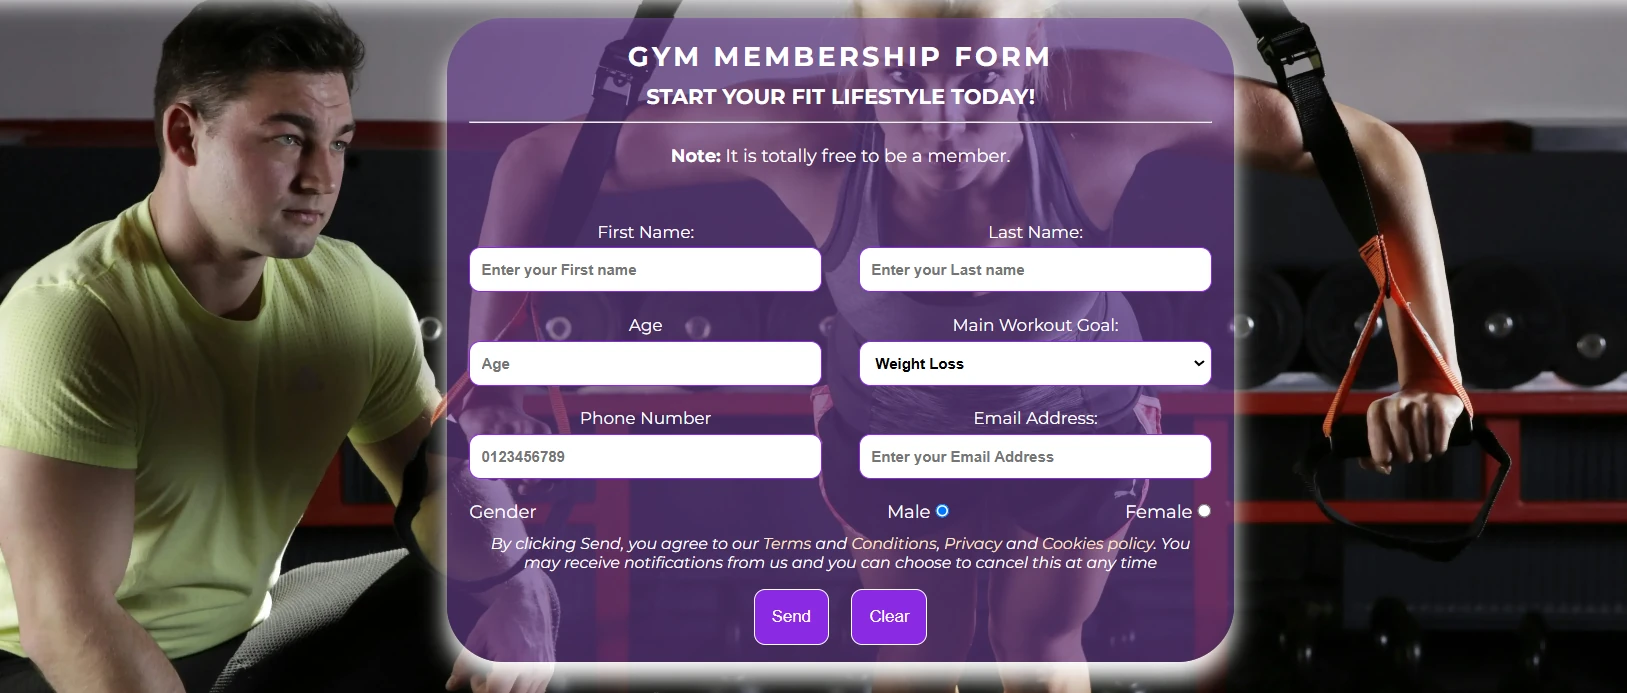 GYM MEMBERSHIP FORM
START YOUR FIT LIFESTYLE TODAY!
Note: It is totally free to be a member.
First Name:
Last Name:
Enter your First name
Enter your Last name
Age
Main Workout Goal:
Age
Weight Loss
Phone Number
Email Address:
0123456789
Enter your Email Address
Gender Male Female
By clicking Send, you agree to our Terms and Conditions, Privacy and Cookies policy. You
may receive notifications from us and you can choose to cancel this at any time
Send
Clear